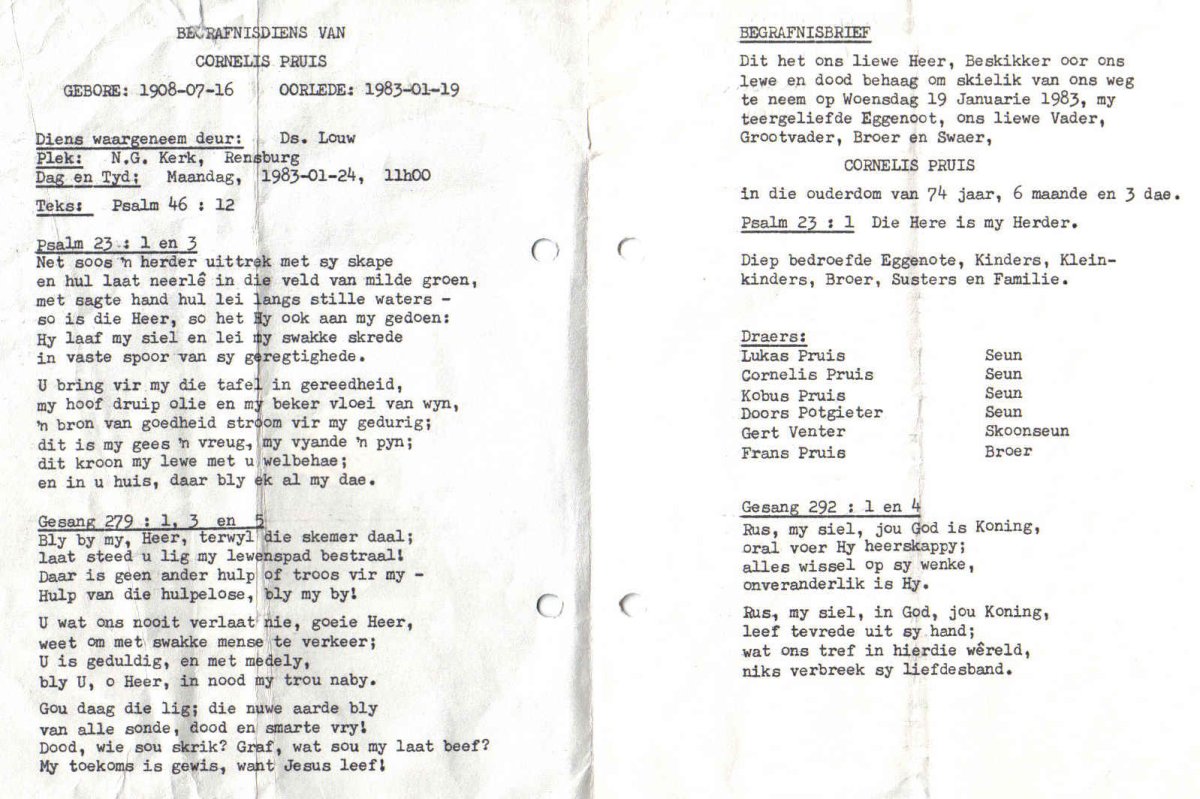 BEGRAFNISDIENS VAN
CORNELIS PRUIS
GEBORE: 1908-07-16 OORLEDE: 1983-01-19
Diens waargeneem deur: Ds. Louw
Plek: N.G. Kerk, Rensburg
Dag en Tyd: Maandag, 1983-01-24, 11h00
Teks: Psalm 46 : 12
Psalm 23 : 1 en 3
Net soos 'n herder uittrek met sy skape
en hul laat neerlê in die veld van milde groen,
met sagte hand hul lei langs stille waters -
so is die Heer, so het Hy ook aan my gedoen:
Hy laaf my siel en lei my swakke skrede
in vaste spoor van sy geregtighede.
U bring vir my die tafel in gereedheid,
my hoof druip olie en my beker vloei van wyn,
'n bron van goedheid stroom vir my gedurig;
dit is my gees 'n vreug, my vyande 'n pyn;
dit kroon my lewe met u welbehae;
en in u huis, daar bly ek al my dae.
Gesang 279 : 1, 3 en 5
Bly by my, Heer, terwyl die skemer daal;
laat steed u lig my lewenspad bestraal!
Daar is geen ander hulp of troos vir my -
Hulp van die hulpelose, bly my by!
U wat ons nooit verlaat nie, goeie Heer,
weet om met swakke mense te verkeer;
U is geduldig, en met medely,
bly U, o Heer, in nood my trou naby.
Gou daag die lig; die nuwe aarde bly
van alle sonde, dood en smarte vry!
Dood, wie sou skrik? Graf, wat sou my laat beef?
My toekoms is gewis, want Jesus leef!
BEGRAFNISBRIEF
Dit het ons liewe Heer, Beskikker oor ons
lewe en dood behaag om skielik van ons weg
te neem op Woensdag 19 Januarie 1983, my
teergeliefde Eggenoot, ons liewe Vader,
Grootvader, Broer en Swaer,
CORNELIS PRUIS
in die ouderdom van 74 jaar, 6 maande en 3 dae.
Psalm 23 : 1 Die Here is my Herder.
Diep bedroefde Eggenote, Kinders, Klein-
kinders, Broer, Susters en Familie.
Draers:
Lukas Pruis Seun
Cornelis Pruis Seun
Kobus Pruis Seun
Doors Potgieter Seun
Gert Venter Skoonseun
Frans Pruis Broer
Gesang 292 : 1 en 4
Rus, my siel, jou God is Koning,
oral voer Hy heerskappy;
alles wissel op sy wenke,
onveranderlik is Hy.
Rus, my siel, in God, jou Koning,
leef tevrede uit sy hand;
wat ons tref in hierdie wêreld,
niks verbreek sy liefdesband.